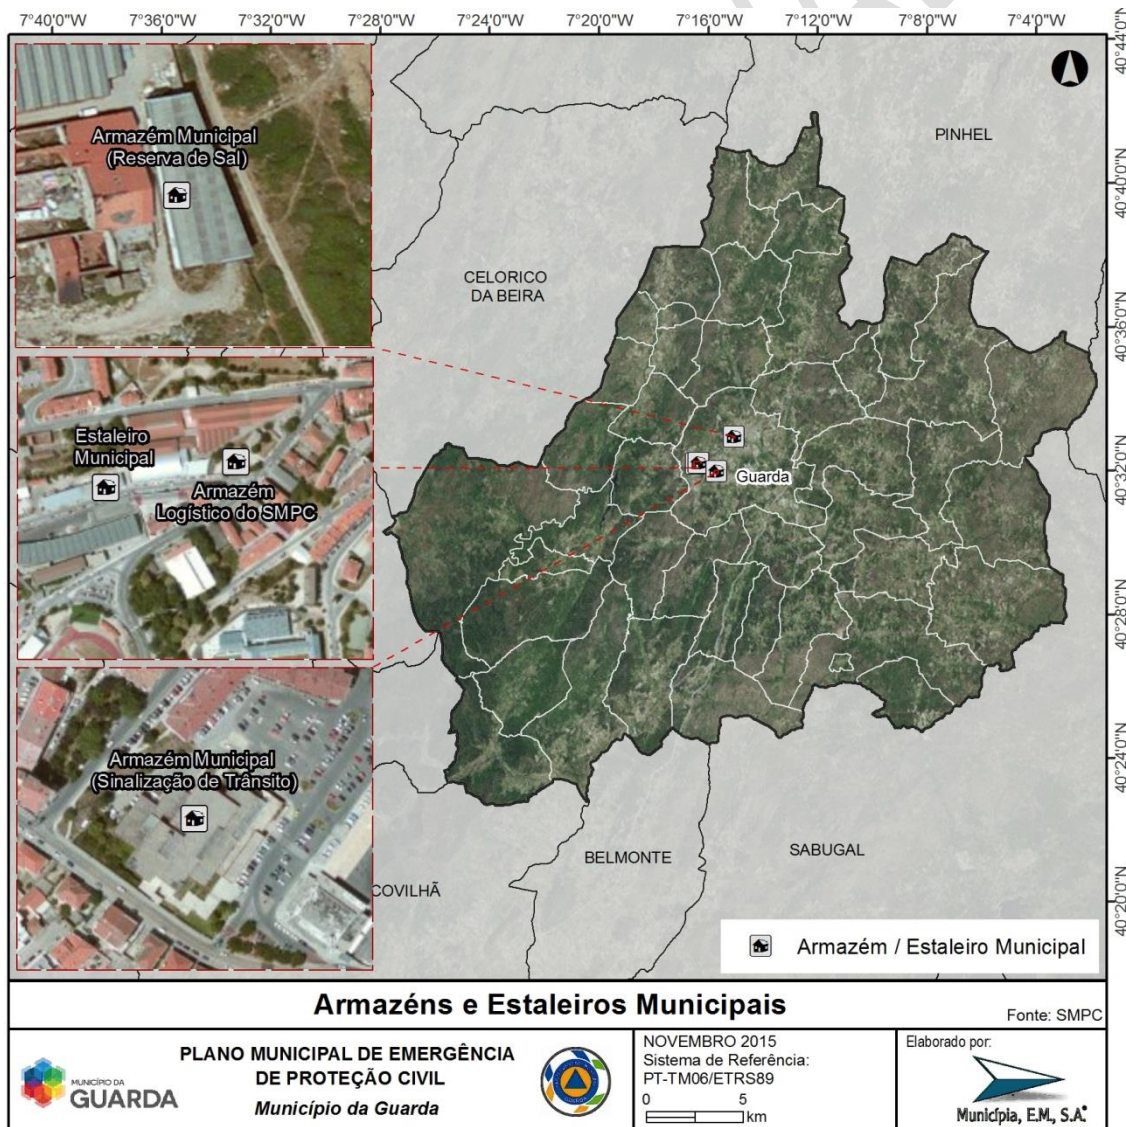 7°40'0"W 7°36'0"W 7°32'0"W 7°28'0"W 7°24'0"W 7°20'0"W 7°16'0"W 7°12'0"W 7°8'0"W 7°4'0"W
40°44'0"N
40°40'0"N
40°36'0"N
40°32'0"N
40°28'0"N
40°24'0"N
40°20'0"N
Armazém Municipal
(Reserva de Sal)
Estaleiro
Municipal
Armazém
Logístico do SMPC
Armazém Municipal
(Sinalização de Trânsito)
PINHEL
CELORICO
DA BEIRA
Guarda
BELMONTE
SABUGAL
COVILHÃ
Armazém / Estaleiro Municipal
Armazéns e Estaleiros Municipais
Fonte: SMPC
MUNICÍPIO DA
GUARDA
PLANO MUNICIPAL DE EMERGÊNCIA
DE PROTEÇÃO CIVIL
Município da Guarda
NOVEMBRO 2015
Sistema de Referência:
PT-TM06/ETRS89
0 5
km
Elaborado por:
Municípia, E.M., S.A.